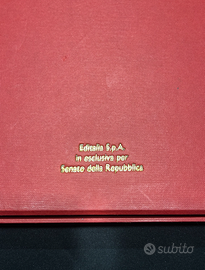 Editalia S.p.A.
in esclusiva per
Senato della Repubblica
subito